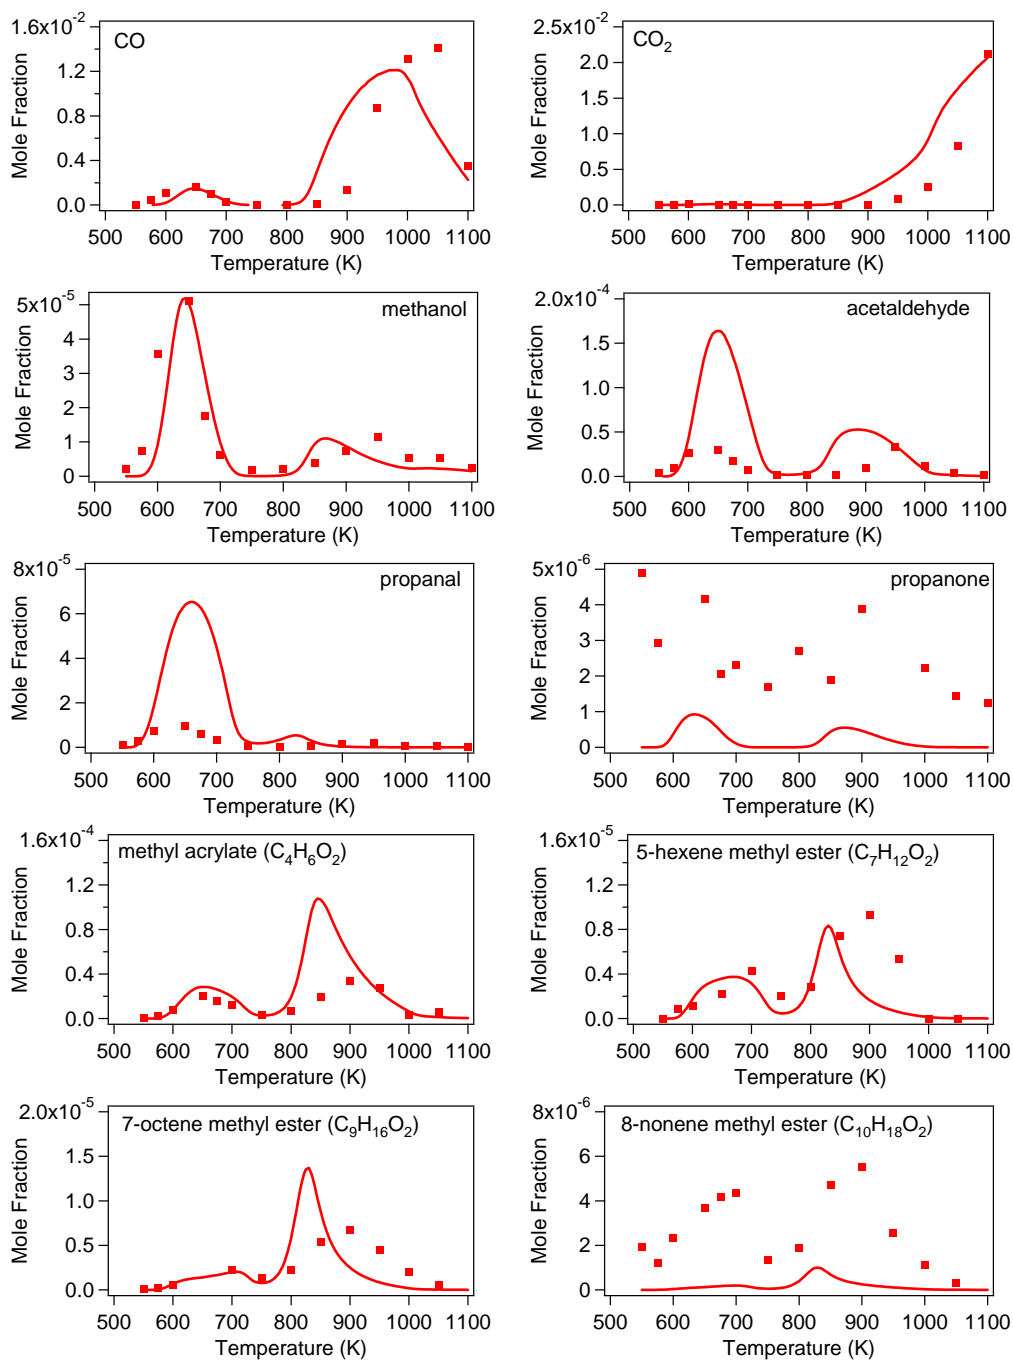 1.6x10⁻²
CO
1.2
0.8
0.4
0.0
Mole Fraction
500 600 700 800 900 1000 1100
Temperature (K)
2.5x10⁻²
CO₂
2.0
1.5
1.0
0.5
0.0
Mole Fraction
500 600 700 800 900 1000 1100
Temperature (K)
5x10⁻⁵
methanol
4
3
2
1
0
Mole Fraction
500 600 700 800 900 1000 1100
Temperature (K)
2.0x10⁻⁴
acetaldehyde
1.5
1.0
0.5
0.0
Mole Fraction
500 600 700 800 900 1000 1100
Temperature (K)
8x10⁻⁵
propanal
6
4
2
0
Mole Fraction
500 600 700 800 900 1000 1100
Temperature (K)
5x10⁻⁶
propanone
4
3
2
1
0
Mole Fraction
500 600 700 800 900 1000 1100
Temperature (K)
1.6x10⁻⁴
methyl acrylate (C₄H₆O₂)
1.2
0.8
0.4
0.0
Mole Fraction
500 600 700 800 900 1000 1100
Temperature (K)
1.6x10⁻⁵
5-hexene methyl ester (C₇H₁₂O₂)
1.2
0.8
0.4
0.0
Mole Fraction
500 600 700 800 900 1000 1100
Temperature (K)
2.0x10⁻⁵
7-octene methyl ester (C₉H₁₆O₂)
1.5
1.0
0.5
0.0
Mole Fraction
500 600 700 800 900 1000 1100
Temperature (K)
8x10⁻⁶
8-nonene methyl ester (C₁₀H₁₈O₂)
6
4
2
0
Mole Fraction
500 600 700 800 900 1000 1100
Temperature (K)